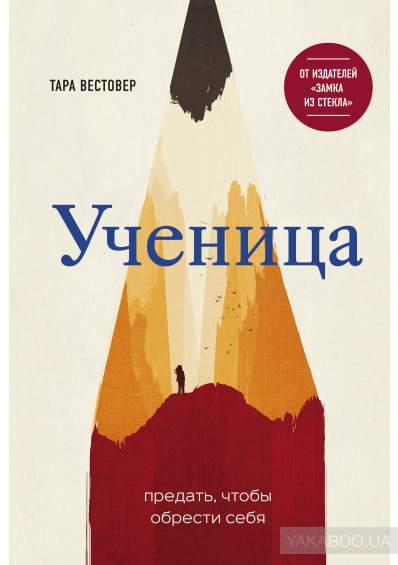 ТАРА ВЕСТОВЕР
ОТ ИЗДАТЕЛЕЙ
«ЗАМКА
ИЗ СТЕКЛА»
Ученица
предать, чтобы
обрести себя
YAKABOO.UA